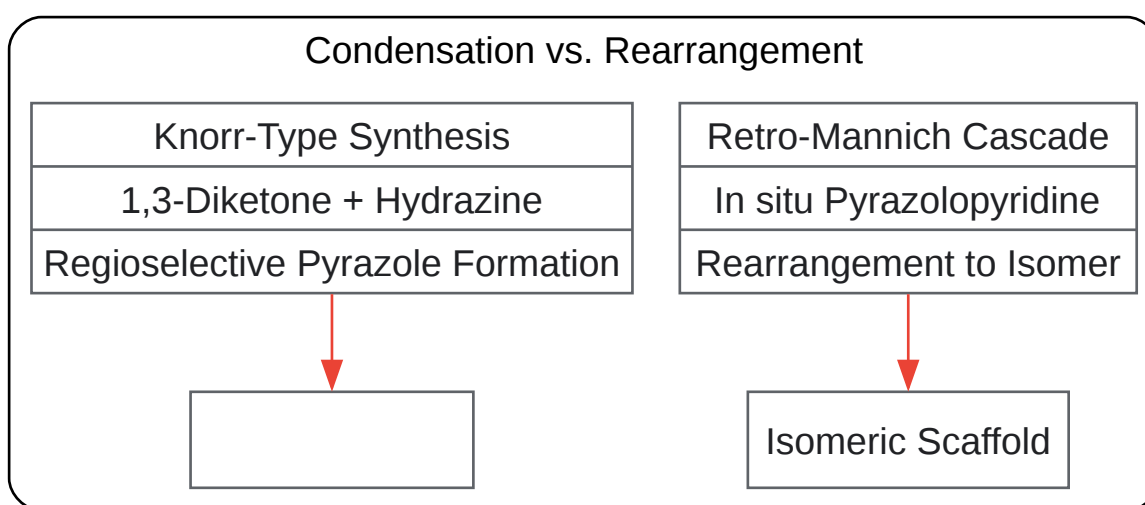 Condensation vs. Rearrangement
Knorr-Type Synthesis
1,3-Diketone + Hydrazine
Regioselective Pyrazole Formation
Retro-Mannich Cascade
In situ Pyrazolopyridine
Rearrangement to Isomer
Isomeric Scaffold